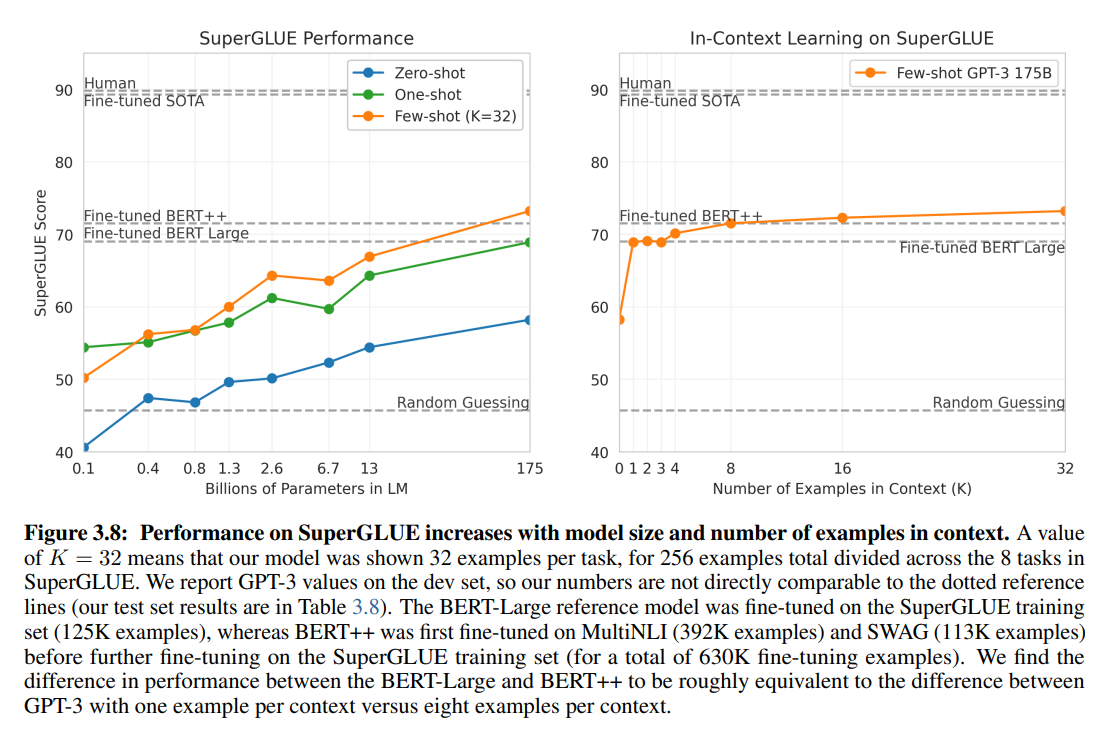 SuperGLUE Performance
Human
Fine-tuned SOTA
Zero-shot
One-shot
Few-shot (K=32)
Fine-tuned BERT++
Fine-tuned BERT Large
Random Guessing
90
80
70
60
50
40
SuperGLUE Score
0.1 0.4 0.8 1.3 2.6 6.7 13 175
Billions of Parameters in LM
In-Context Learning on SuperGLUE
Human
Fine-tuned SOTA
Few-shot GPT-3 175B
Fine-tuned BERT++
Fine-tuned BERT Large
Random Guessing
90
80
70
60
50
40
0 1 2 3 4 8 16 32
Number of Examples in Context (K)
Figure 3.8: Performance on SuperGLUE increases with model size and number of examples in context. A value
of K = 32 means that our model was shown 32 examples per task, for 256 examples total divided across the 8 tasks in
SuperGLUE. We report GPT-3 values on the dev set, so our numbers are not directly comparable to the dotted reference
lines (our test set results are in Table 3.8). The BERT-Large reference model was fine-tuned on the SuperGLUE training
set (125K examples), whereas BERT++ was first fine-tuned on MultiNLI (392K examples) and SWAG (113K examples)
before further fine-tuning on the SuperGLUE training set (for a total of 630K fine-tuning examples). We find the
difference in performance between the BERT-Large and BERT++ to be roughly equivalent to the difference between
GPT-3 with one example per context versus eight examples per context.